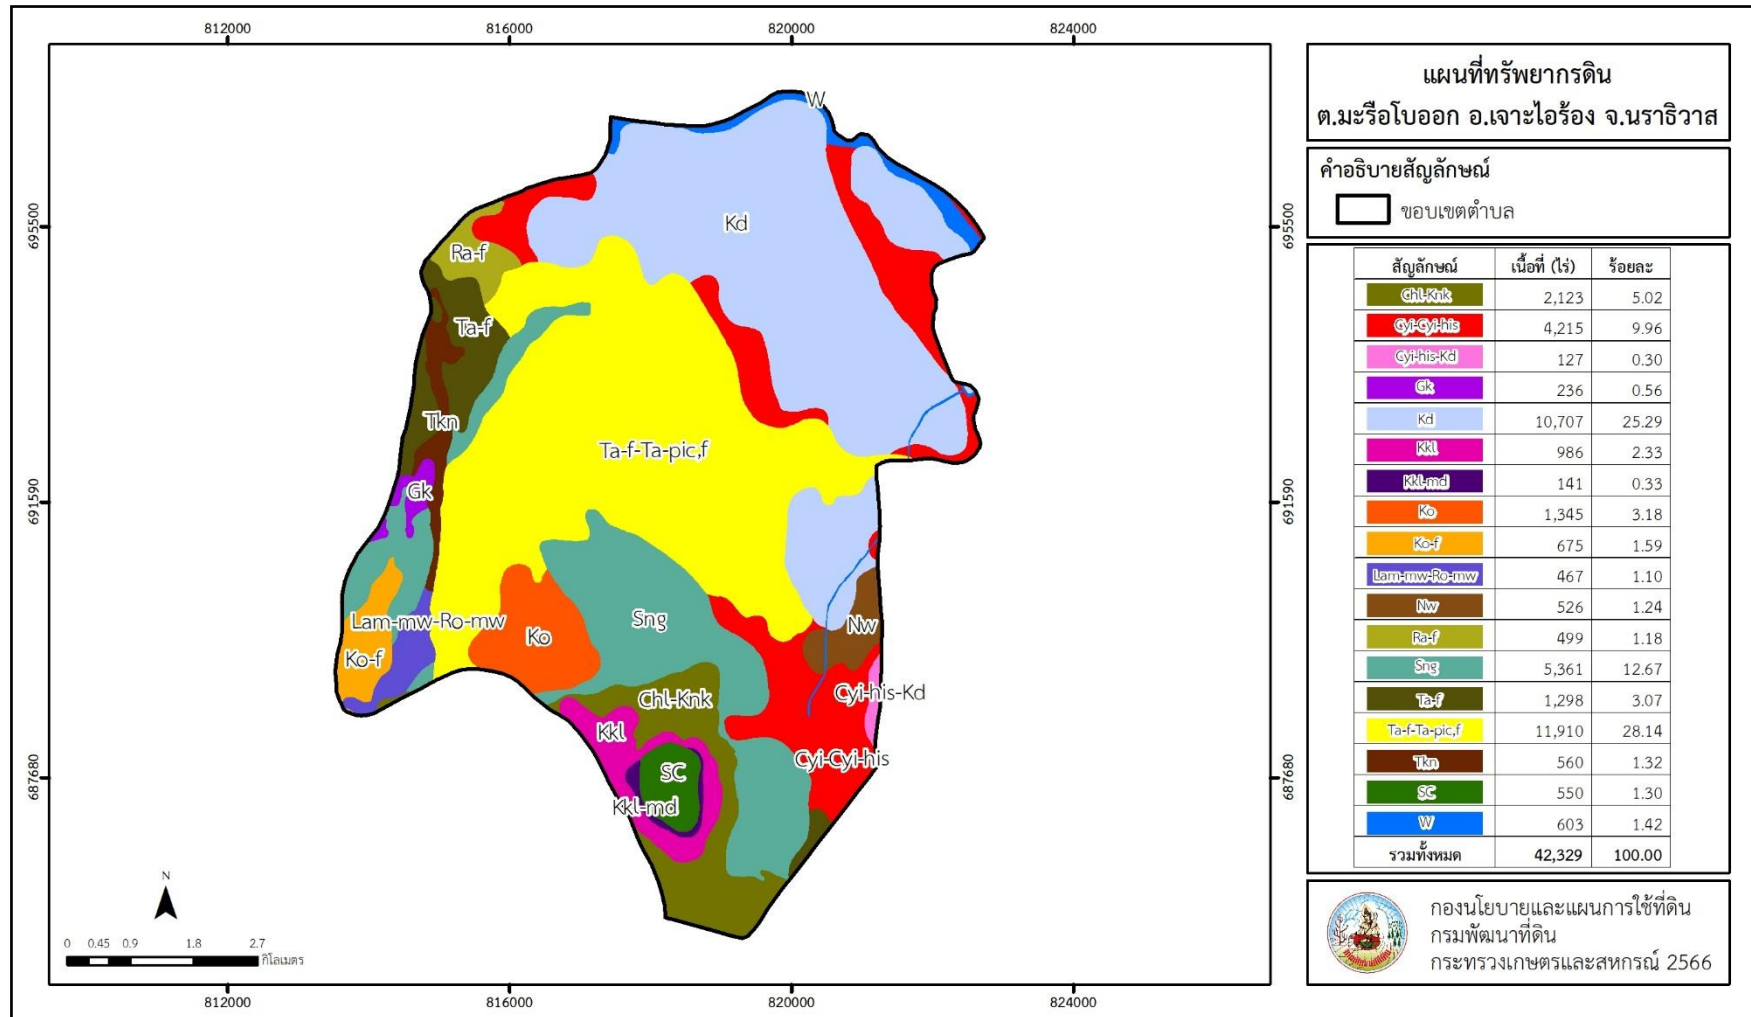 812000 816000 820000 824000
แผนที่ทรัพยากรดิน
ต.มะรือโบออก อ.เจาะไอร้อง จ.นราธิวาส
คำอธิบายสัญลักษณ์
ขอบเขตตำบล
สัญลักษณ์ เนื้อที่ (ไร่) ร้อยละ
Chl-Knk 2,123 5.02
Cyi-Cyi-his 4,215 9.96
Cyi-his-Kd 127 0.30
Gk 236 0.56
Kd 10,707 25.29
Kkl 986 2.33
Kkl-md 141 0.33
Ko 1,345 3.18
Ko-f 675 1.59
Lam-mw-Ro-mw 467 1.10
Nw 526 1.24
Ra-f 499 1.18
Sng 5,361 12.67
Ta-f 1,298 3.07
Ta-f-Ta-pic,f 11,910 28.14
Tkn 560 1.32
SC 550 1.30
W 603 1.42
รวมทั้งหมด 42,329 100.00
กองนโยบายและแผนการใช้ที่ดิน
กรมพัฒนาที่ดิน
กระทรวงเกษตรและสหกรณ์ 2566
W
695500 695500
Kd
Ra-f
Ta-f
Tkn
Ta-f-Ta-pic,f
691590 691590
Gk
Lam-mw-Ro-mw
Sng
Nw
Ko
Ko-f
Cyi-his-Kd
Chl-Knk
Kkl
Cyi-Cyi-his
687680 687680
SC
Kkl-md
N
0 0.45 0.9 1.8 2.7
กิโลเมตร
812000 816000 820000 824000